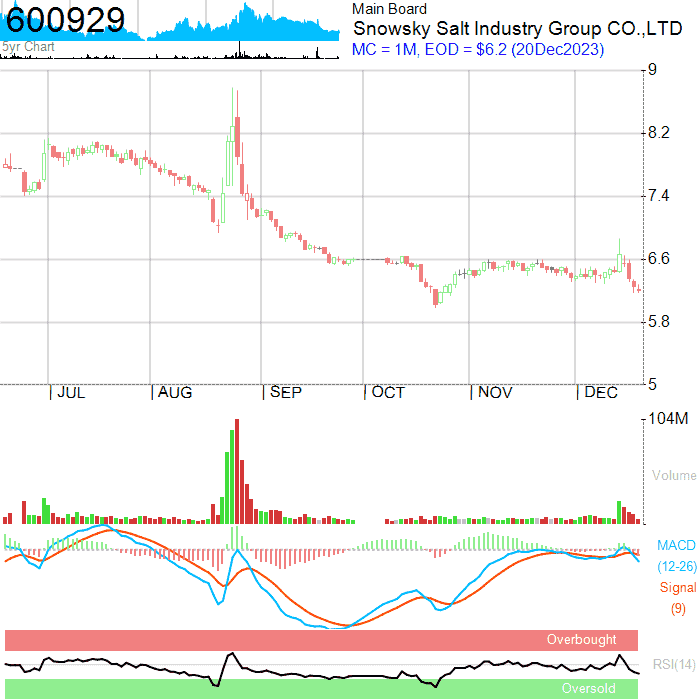 600929
5yr Chart
Main Board
Snowsky Salt Industry Group CO.,LTD
MC = 1M, EOD = $6.2 (20Dec2023)
9
8.2
7.4
6.6
5.8
5
JUL AUG SEP OCT NOV DEC
104M
Volume
MACD
(12-26)
Signal
(9)
Overbought
RSI(14)
Oversold